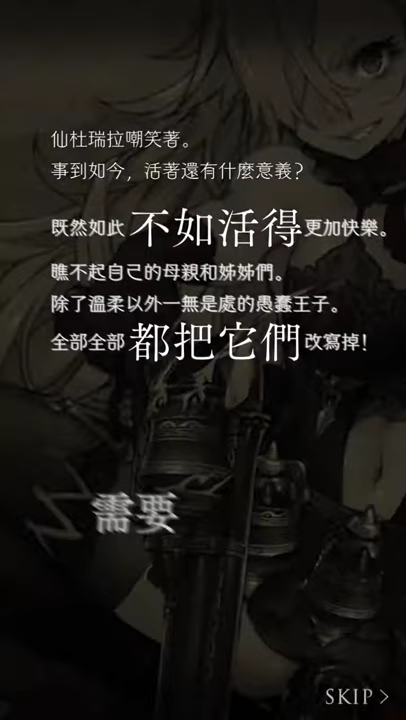 仙杜瑞拉嘲笑著。
事到如今，活著還有什麼意義？
既然如此 不如活得 更加快樂。
瞧不起自己的母親和姊姊們。
除了溫柔以外一無是處的愚蠢王子。
全部全部 都把它們 改寫掉！
需要
SKIP >